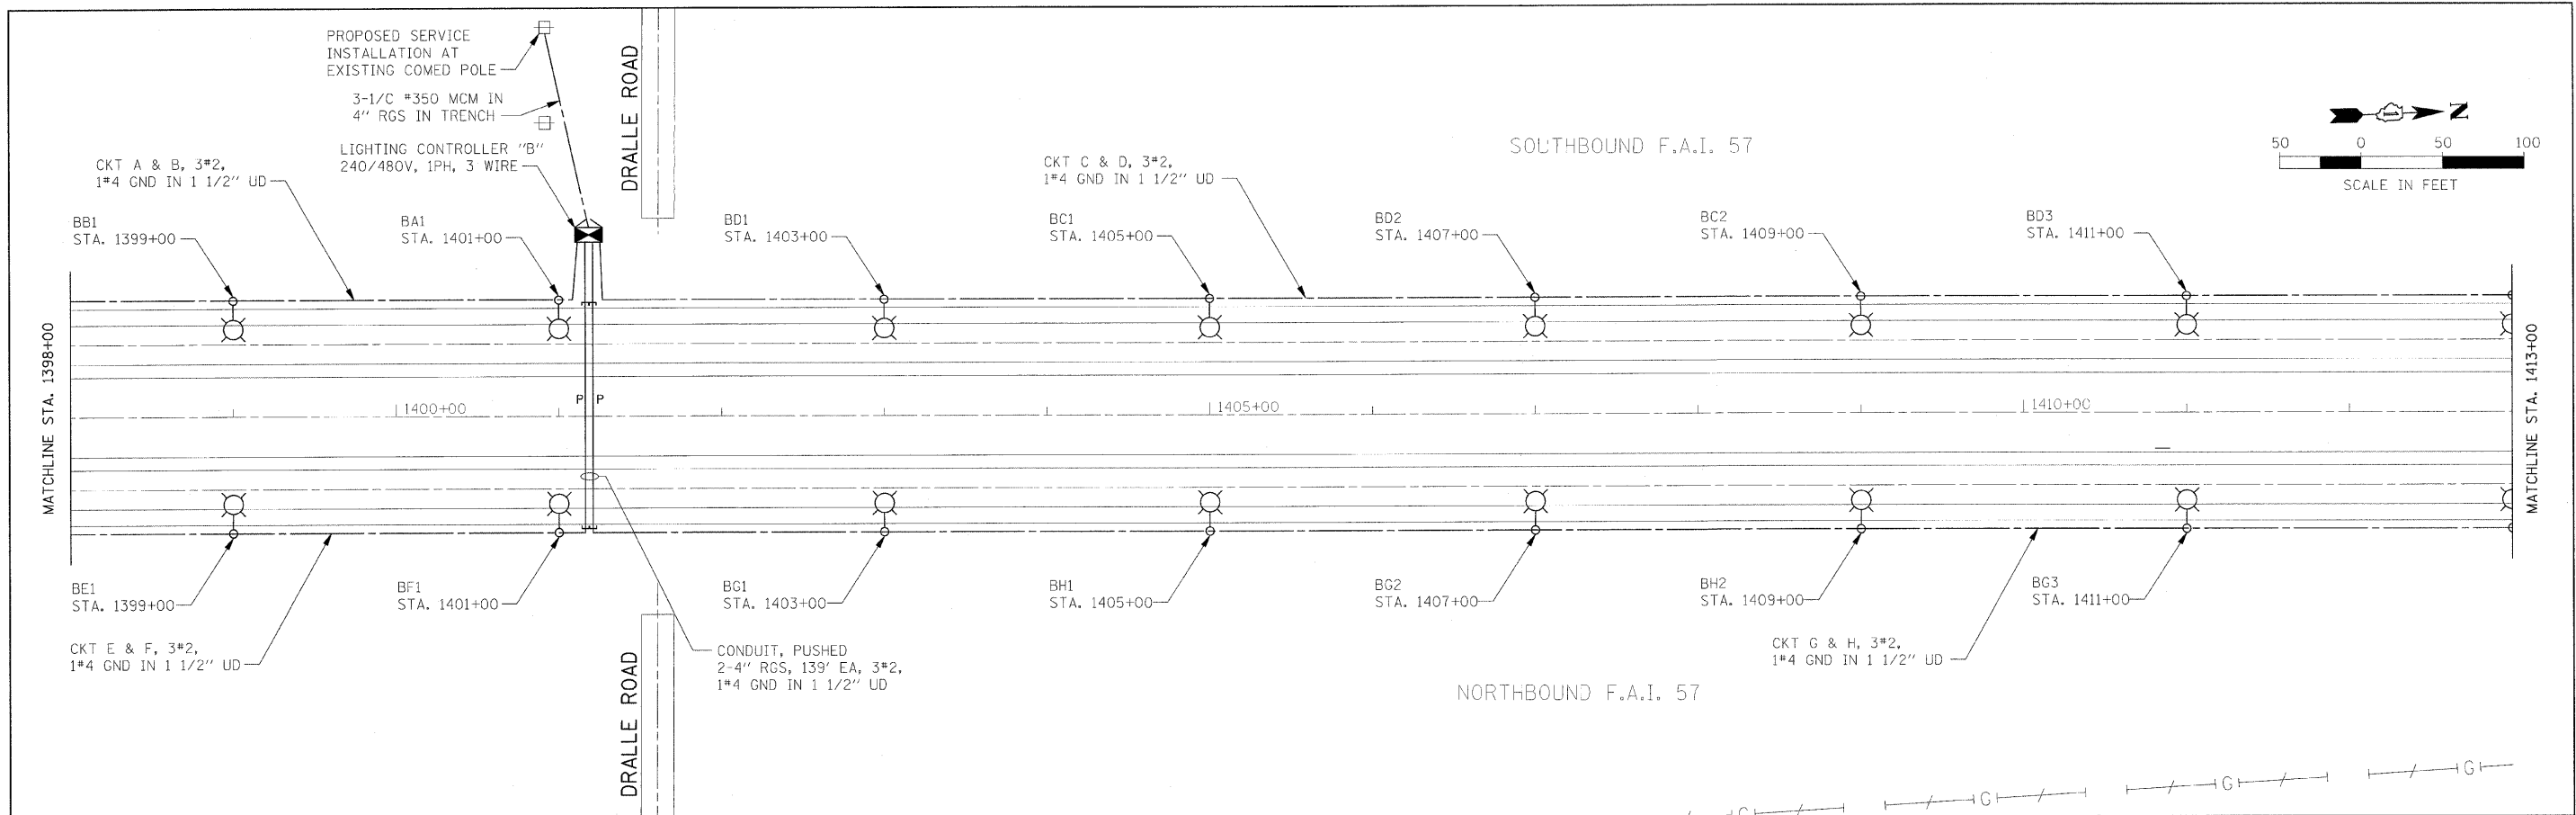 PROPOSED SERVICE
INSTALLATION AT
EXISTING COMED POLE
3-1/C #350 MCM IN
4" RGS IN TRENCH
LIGHTING CONTROLLER "B"
240/480V, 1PH, 3 WIRE
DRALLE ROAD
CKT A & B, 3#2,
1#4 GND IN 1 1/2" UD
CKT C & D, 3#2,
1#4 GND IN 1 1/2" UD
SOUTHBOUND F.A.I. 57
N
50 0 50 100
SCALE IN FEET
BB1
STA. 1399+00
BA1
STA. 1401+00
BD1
STA. 1403+00
BC1
STA. 1405+00
BD2
STA. 1407+00
BC2
STA. 1409+00
BD3
STA. 1411+00
MATCHLINE STA. 1398+00
1400+00
P P
1405+00
1410+00
MATCHLINE STA. 1413+00
BE1
STA. 1399+00
BF1
STA. 1401+00
BG1
STA. 1403+00
BH1
STA. 1405+00
BG2
STA. 1407+00
BH2
STA. 1409+00
BG3
STA. 1411+00
CKT E & F, 3#2,
1#4 GND IN 1 1/2" UD
CONDUIT, PUSHED
2-4" RGS, 139' EA, 3#2,
1#4 GND IN 1 1/2" UD
CKT G & H, 3#2,
1#4 GND IN 1 1/2" UD
DRALLE ROAD
NORTHBOUND F.A.I. 57
G G G G